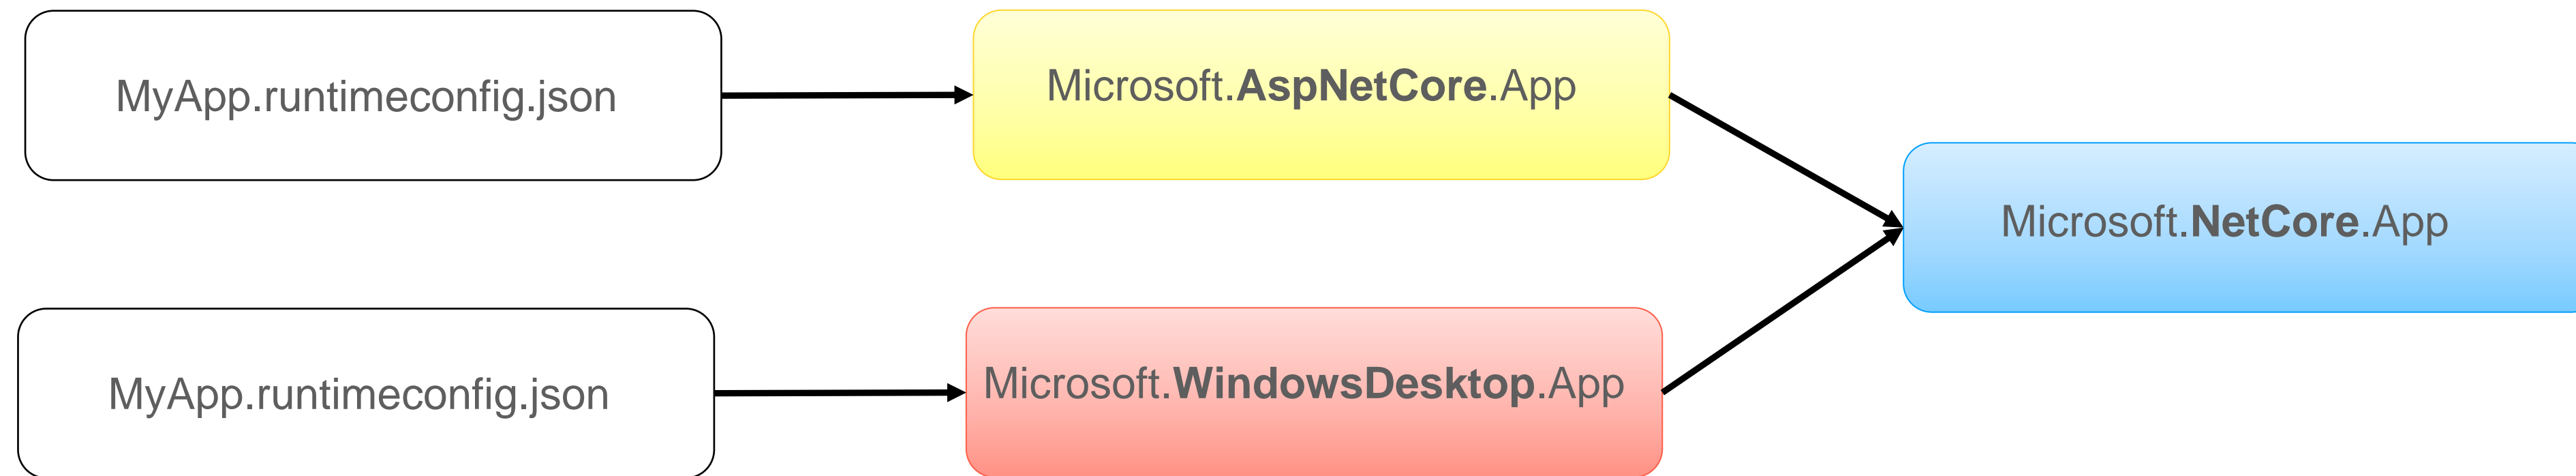 MyApp.runtimeconfig.json
Microsoft.AspNetCore.App
Microsoft.NetCore.App
MyApp.runtimeconfig.json
Microsoft.WindowsDesktop.App